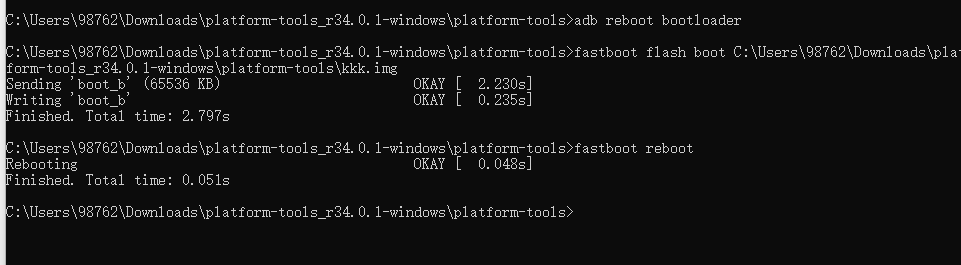 C:\Users\98762\Downloads\platform-tools_r34.0.1-windows\platform-tools>adb reboot bootloader
C:\Users\98762\Downloads\platform-tools_r34.0.1-windows\platform-tools>fastboot flash boot C:\Users\98762\Downloads\plat
form-tools_r34.0.1-windows\platform-tools\kkk.img
Sending 'boot_b' (65536 KB) OKAY [ 2.230s]
Writing 'boot_b' OKAY [ 0.235s]
Finished. Total time: 2.797s
C:\Users\98762\Downloads\platform-tools_r34.0.1-windows\platform-tools>fastboot reboot
Rebooting OKAY [ 0.048s]
Finished. Total time: 0.051s
C:\Users\98762\Downloads\platform-tools_r34.0.1-windows\platform-tools>